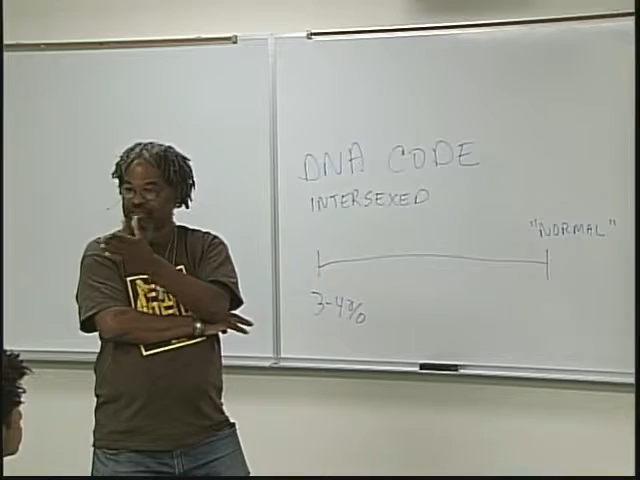 DNA CODE
INTERSEXED
"NORMAL"
3-4%